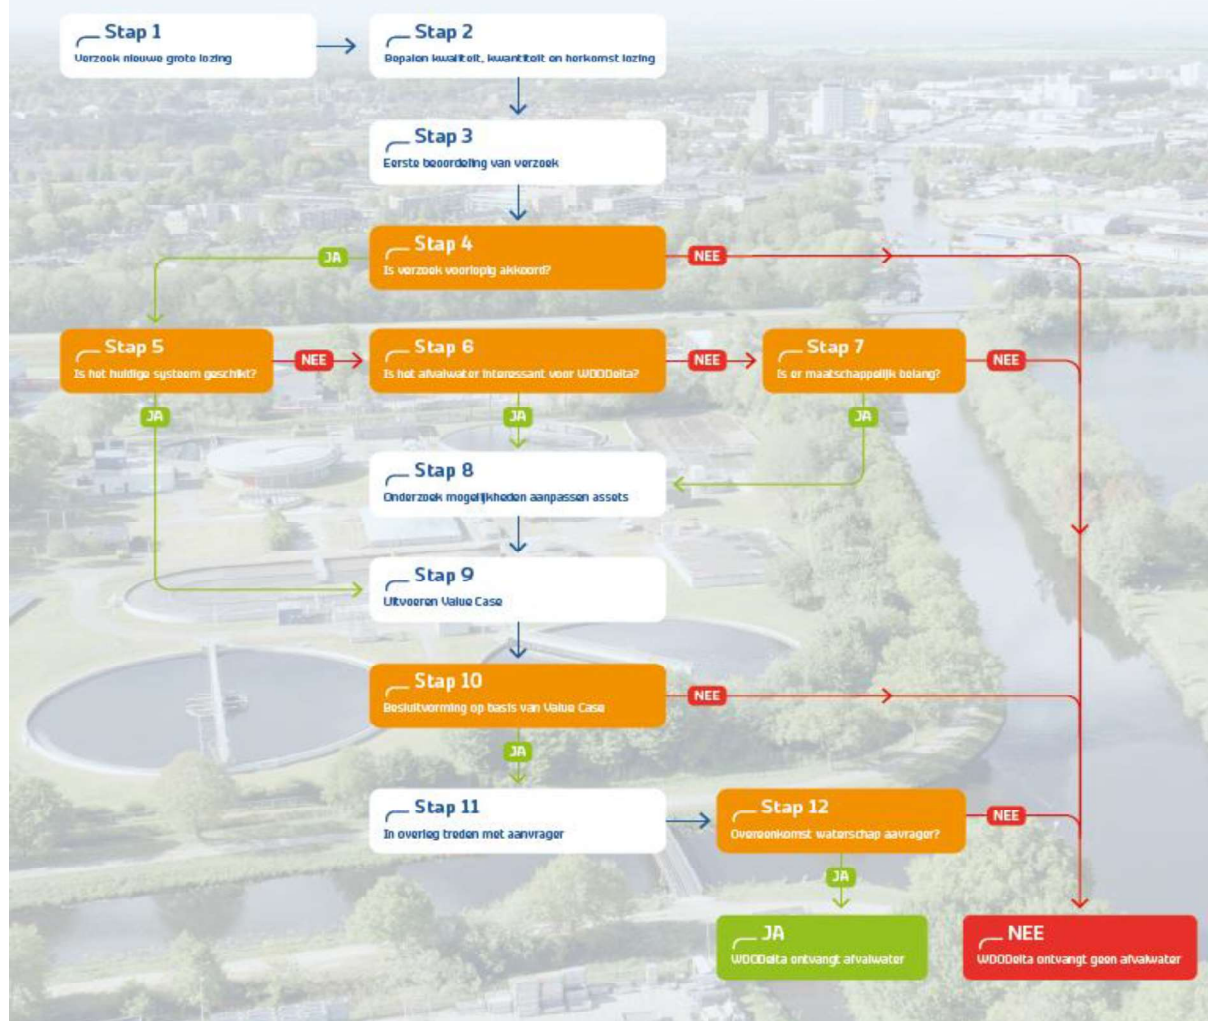 Stap 1
Verzoek nieuwe grote lozing
Stap 2
Bepalen kwaliteit, kwantiteit en herkomst lozing
Stap 3
Eerste beoordeling van verzoek
Stap 4
Is verzoek voorlopig akkoord?
JA
NEE
Stap 5
Is het huidige systeem geschikt?
NEE
Stap 6
Is het afvalwater interessant voor WDODelta?
NEE
Stap 7
Is er maatschappelijk belang?
NEE
JA
JA
JA
Stap 8
Onderzoek mogelijkheden aanpassen assets
Stap 9
Uitvoeren Value Case
Stap 10
Besluitvorming op basis van Value Case
NEE
JA
Stap 11
In overleg treden met aanvrager
Stap 12
Overeenkomst waterschap aavrager?
NEE
JA
JA
WDODelta ontvangt afvalwater
NEE
WDODelta ontvangt geen afvalwater